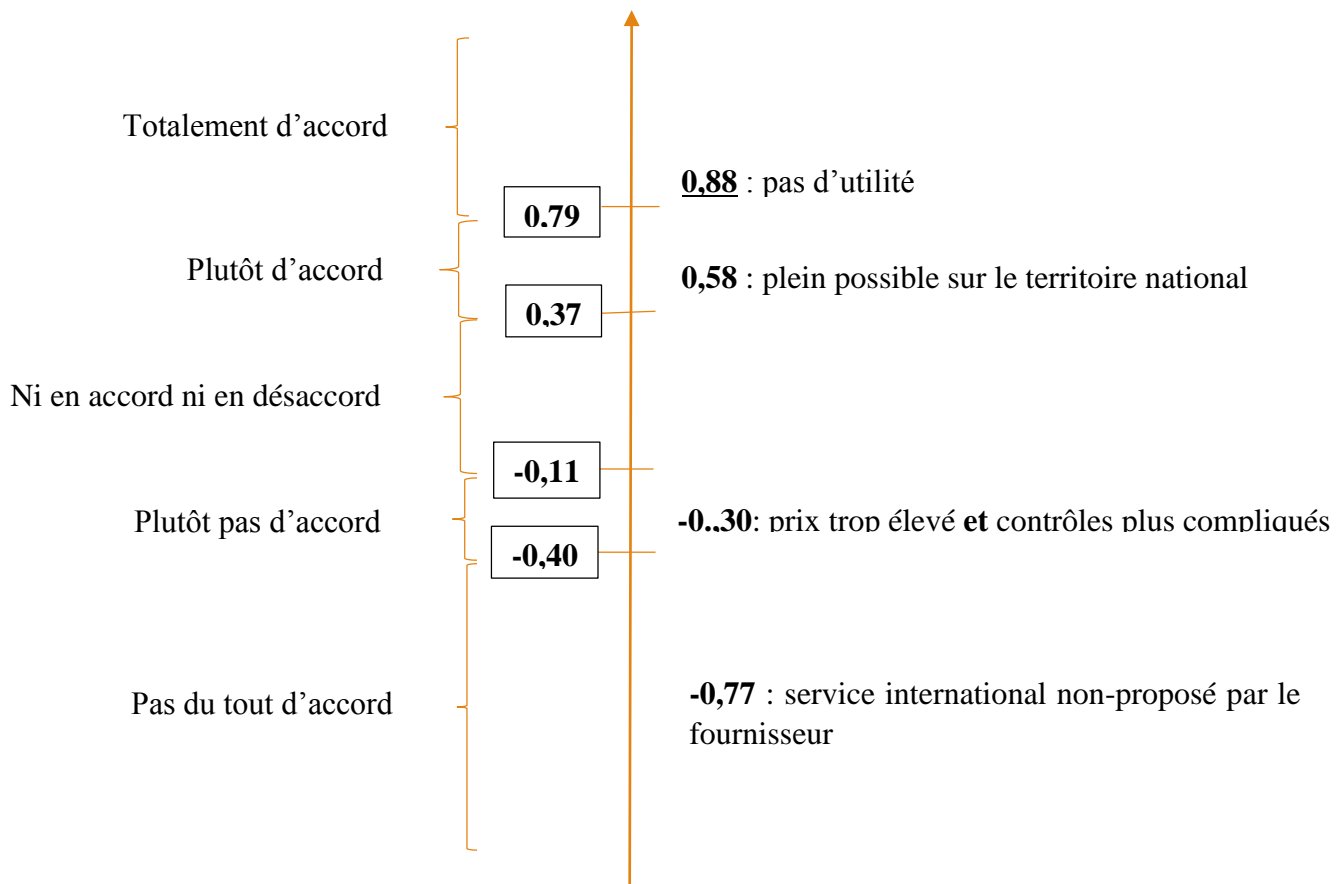 Totalement d’accord
0,88 : pas d’utilité
0,79
Plutôt d’accord
0,58 : plein possible sur le territoire national
0,37
Ni en accord ni en désaccord
-0,11
Plutôt pas d’accord
-0.,30: prix trop élevé et contrôles plus compliqués
-0,40
Pas du tout d’accord
-0,77 : service international non-proposé par le
fournisseur